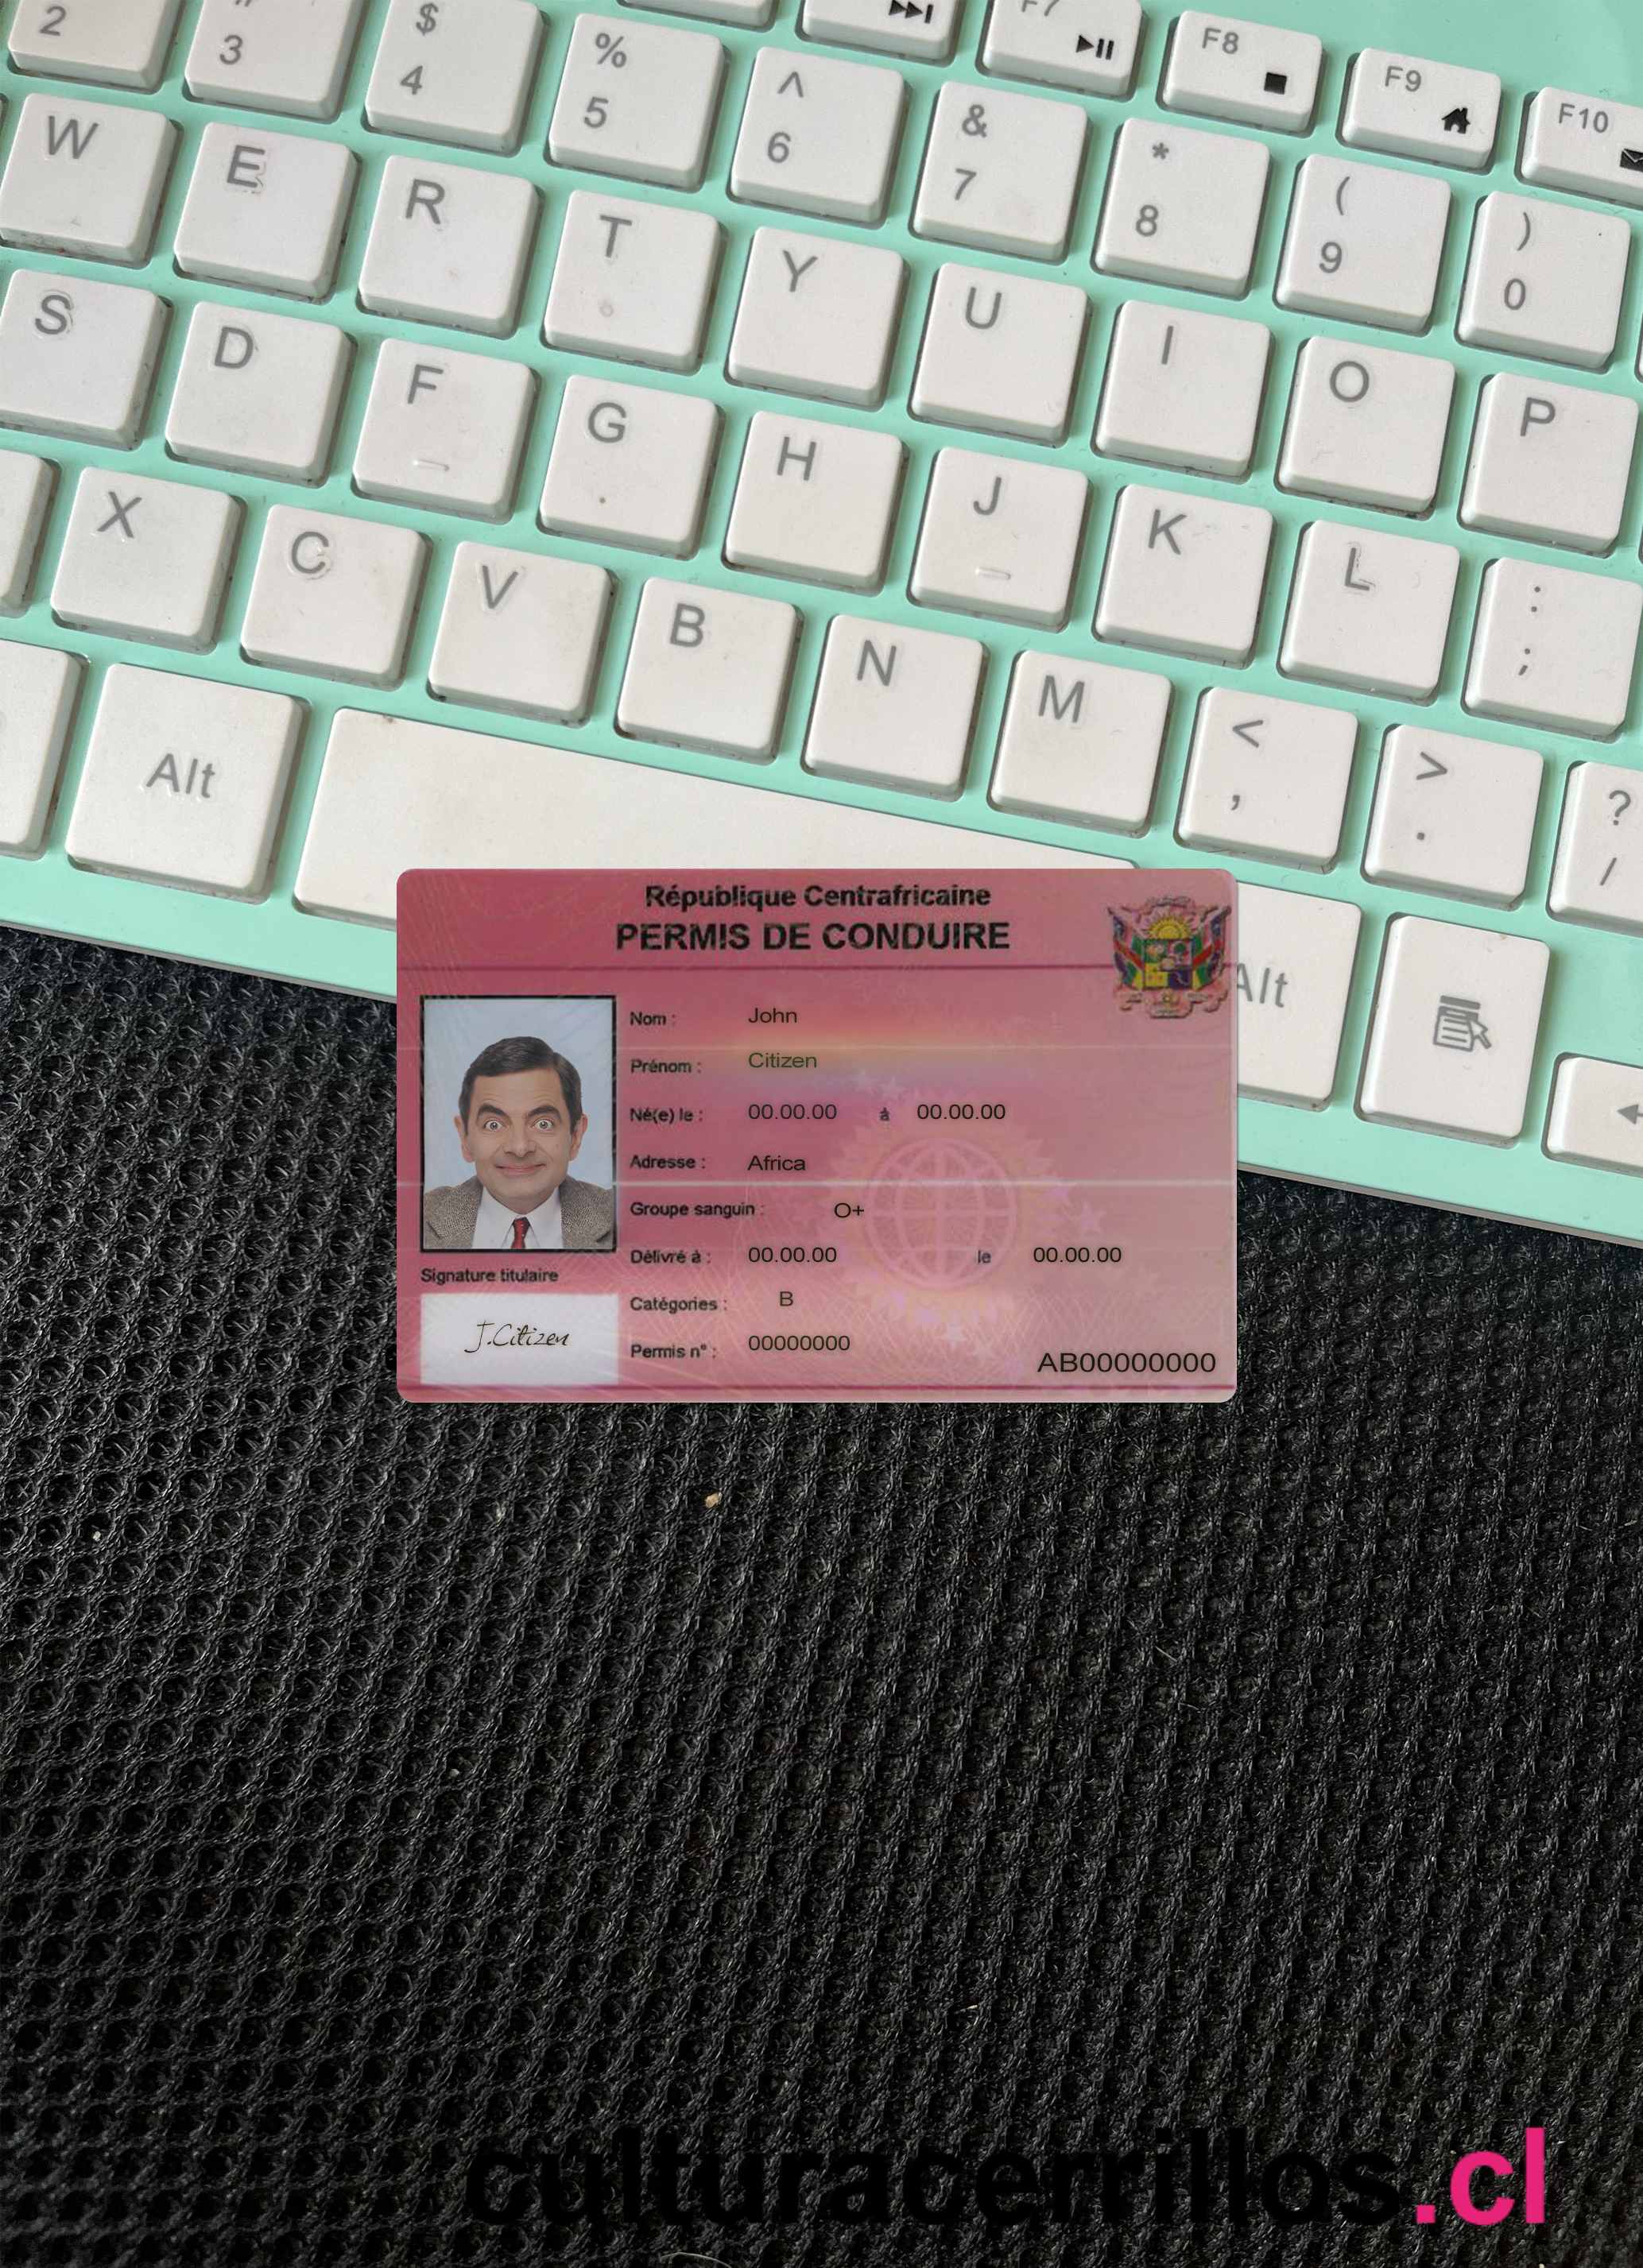 2 3 $ 4 % 5 ^ 6 & 7 * 8 ( 9 ) 0
F7 F8 F9 F10
W E R T Y U I O P
S D F G H J K L : ;
X C V B N M < , > . ? /
Alt Alt
République Centrafricaine
PERMIS DE CONDUIRE
Nom : John
Prénom : Citizen
Né(e) le : 00.00.00 à 00.00.00
Adresse : Africa
Groupe sanguin : O+
Délivré à : 00.00.00 le 00.00.00
Signature titulaire
Catégories : B
J.Citizen
Permis n° : 00000000
AB00000000
culturacerrillos.cl